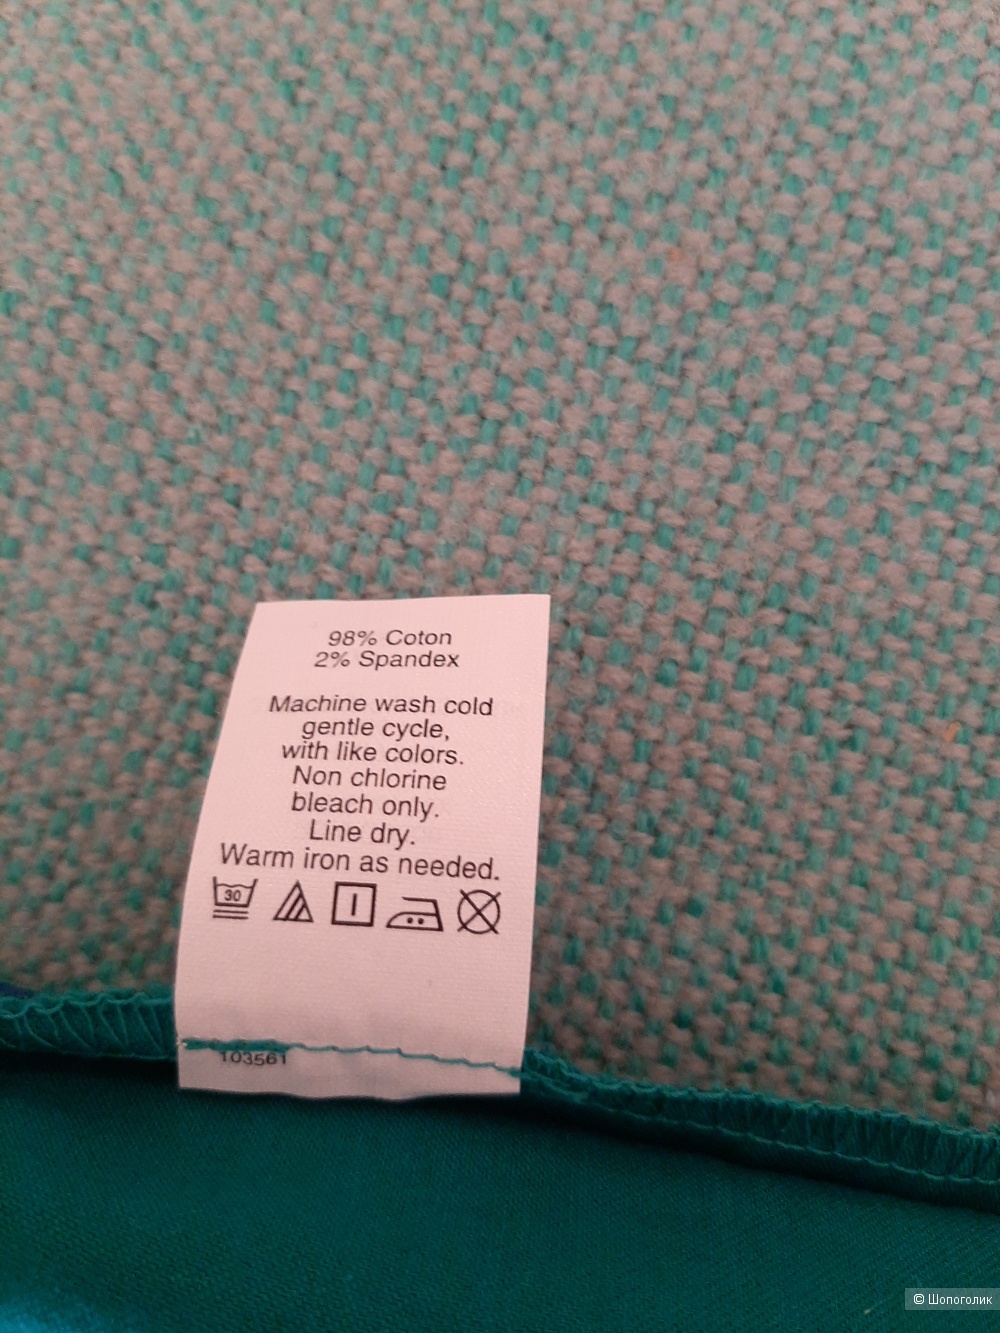 98% Coton
2% Spandex
Machine wash cold
gentle cycle,
with like colors.
Non chlorine
bleach only.
Line dry.
Warm iron as needed.
30
103561
© Шопоголик